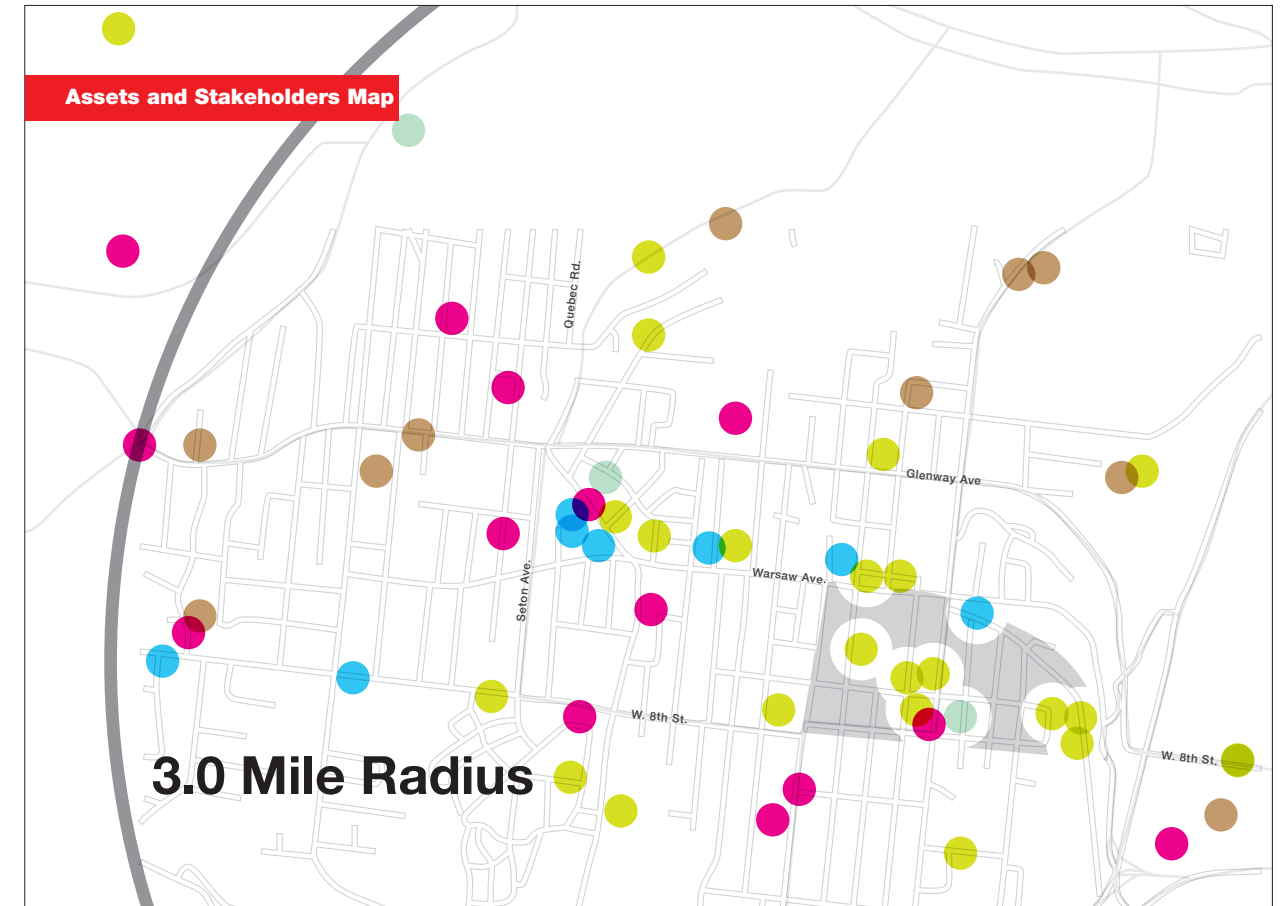 Assets and Stakeholders Map
Quebec Rd.
Glenway Ave
Warsaw Ave.
Seton Ave.
W. 8th St.
W. 8th St.
3.0 Mile Radius